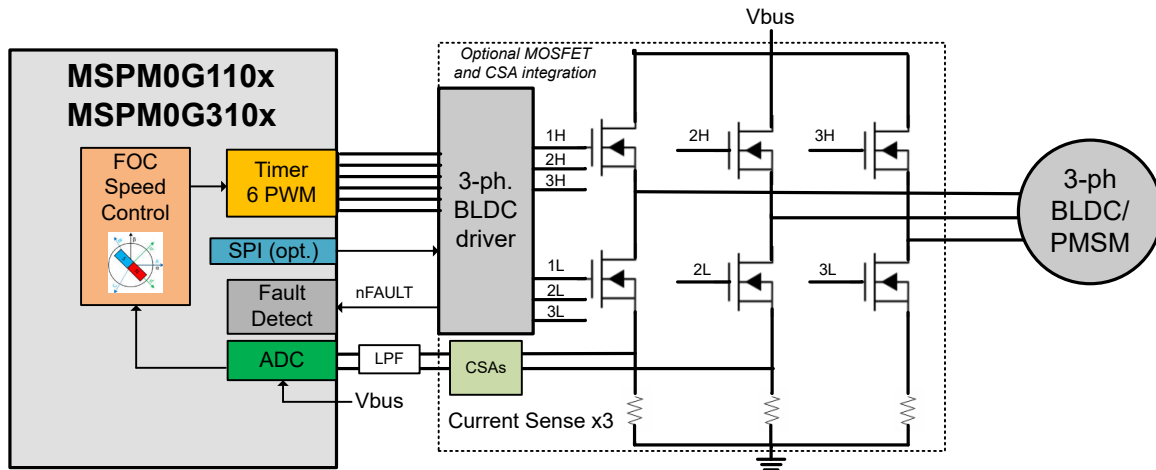 Vbus
Optional MOSFET
and CSA integration
MSPM0G110x
MSPM0G310x
FOC
Speed
Control
Timer
6 PWM
SPI (opt.)
Fault
Detect
nFAULT
ADC
LPF
CSAs
Vbus
Current Sense x3
3-ph.
BLDC
driver
1H
2H
3H
1L
2L
3L
2H
3H
2L
3L
3-ph
BLDC/
PMSM